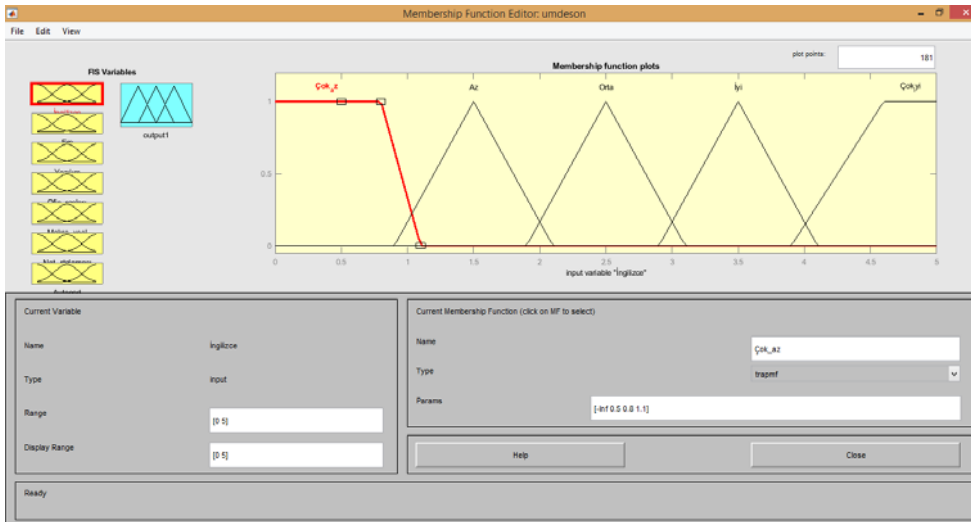 Membership Function Editor: umdeson
File Edit View
plot points: 181
FIS Variables
output1
Membership function plots
Çok_az Az Orta İyi Çok_iyi
1
0.5
0
0 0.5 1 1.5 2 2.5 3 3.5 4 4.5 5
input variable "İngilizce"
Current Variable
Name İngilizce
Type input
Range [0 5]
Display Range [0 5]
Current Membership Function (click on MF to select)
Name Çok_az
Type trapmf
Params [-Inf 0.5 0.8 1.1]
Help Close
Ready